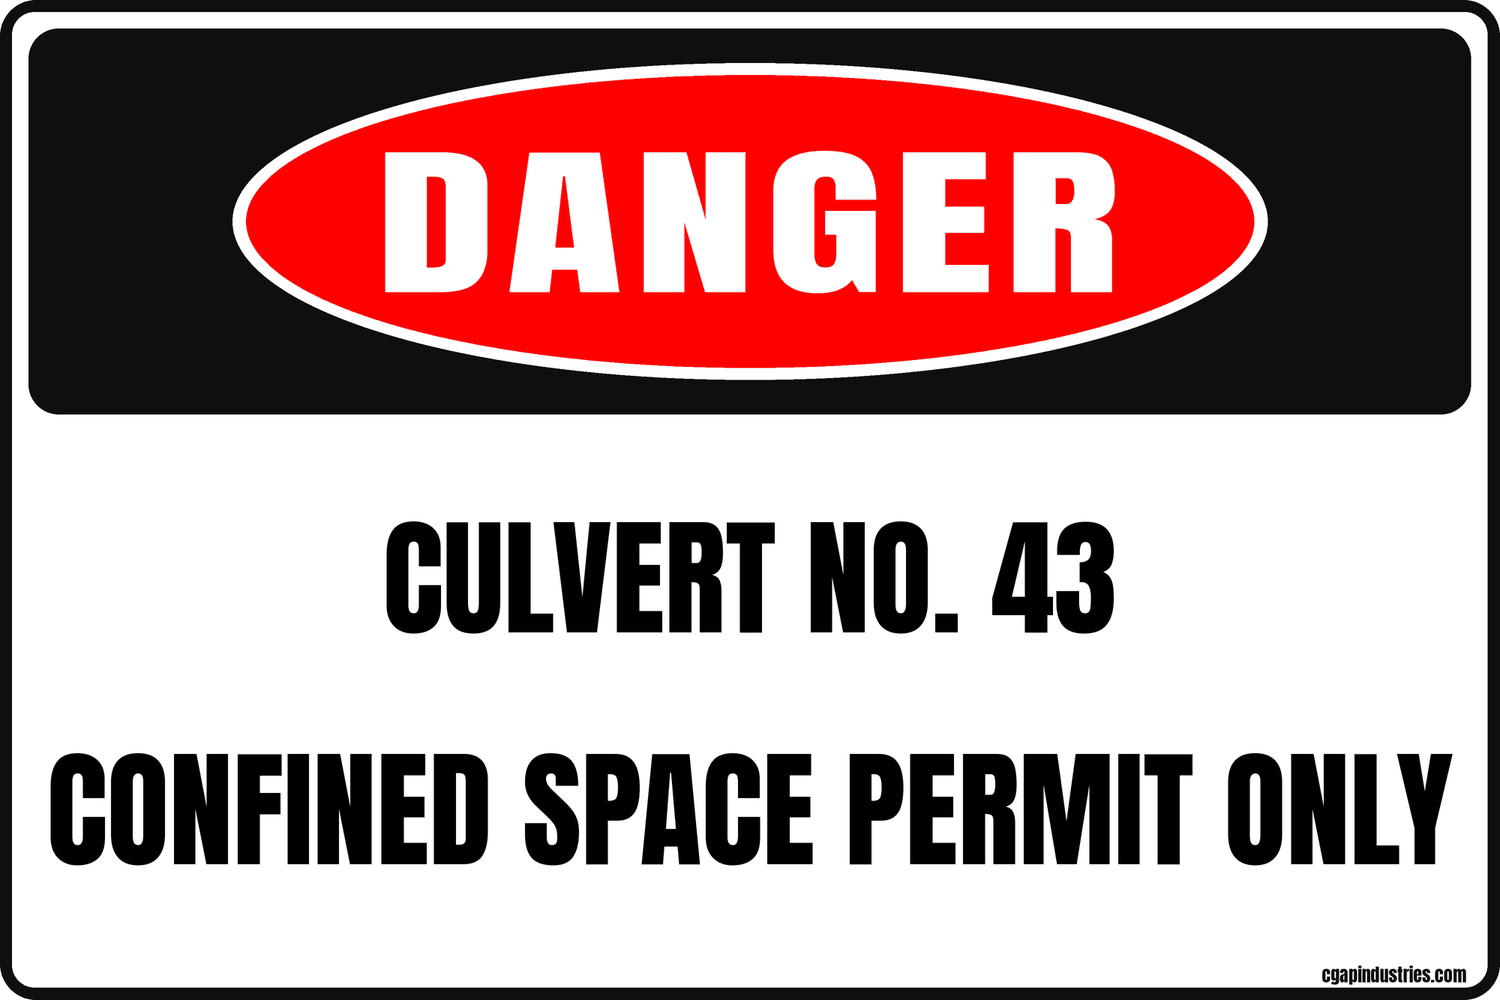 DANGER
CULVERT NO. 43
CONFINED SPACE PERMIT ONLY
cgapindustries.com